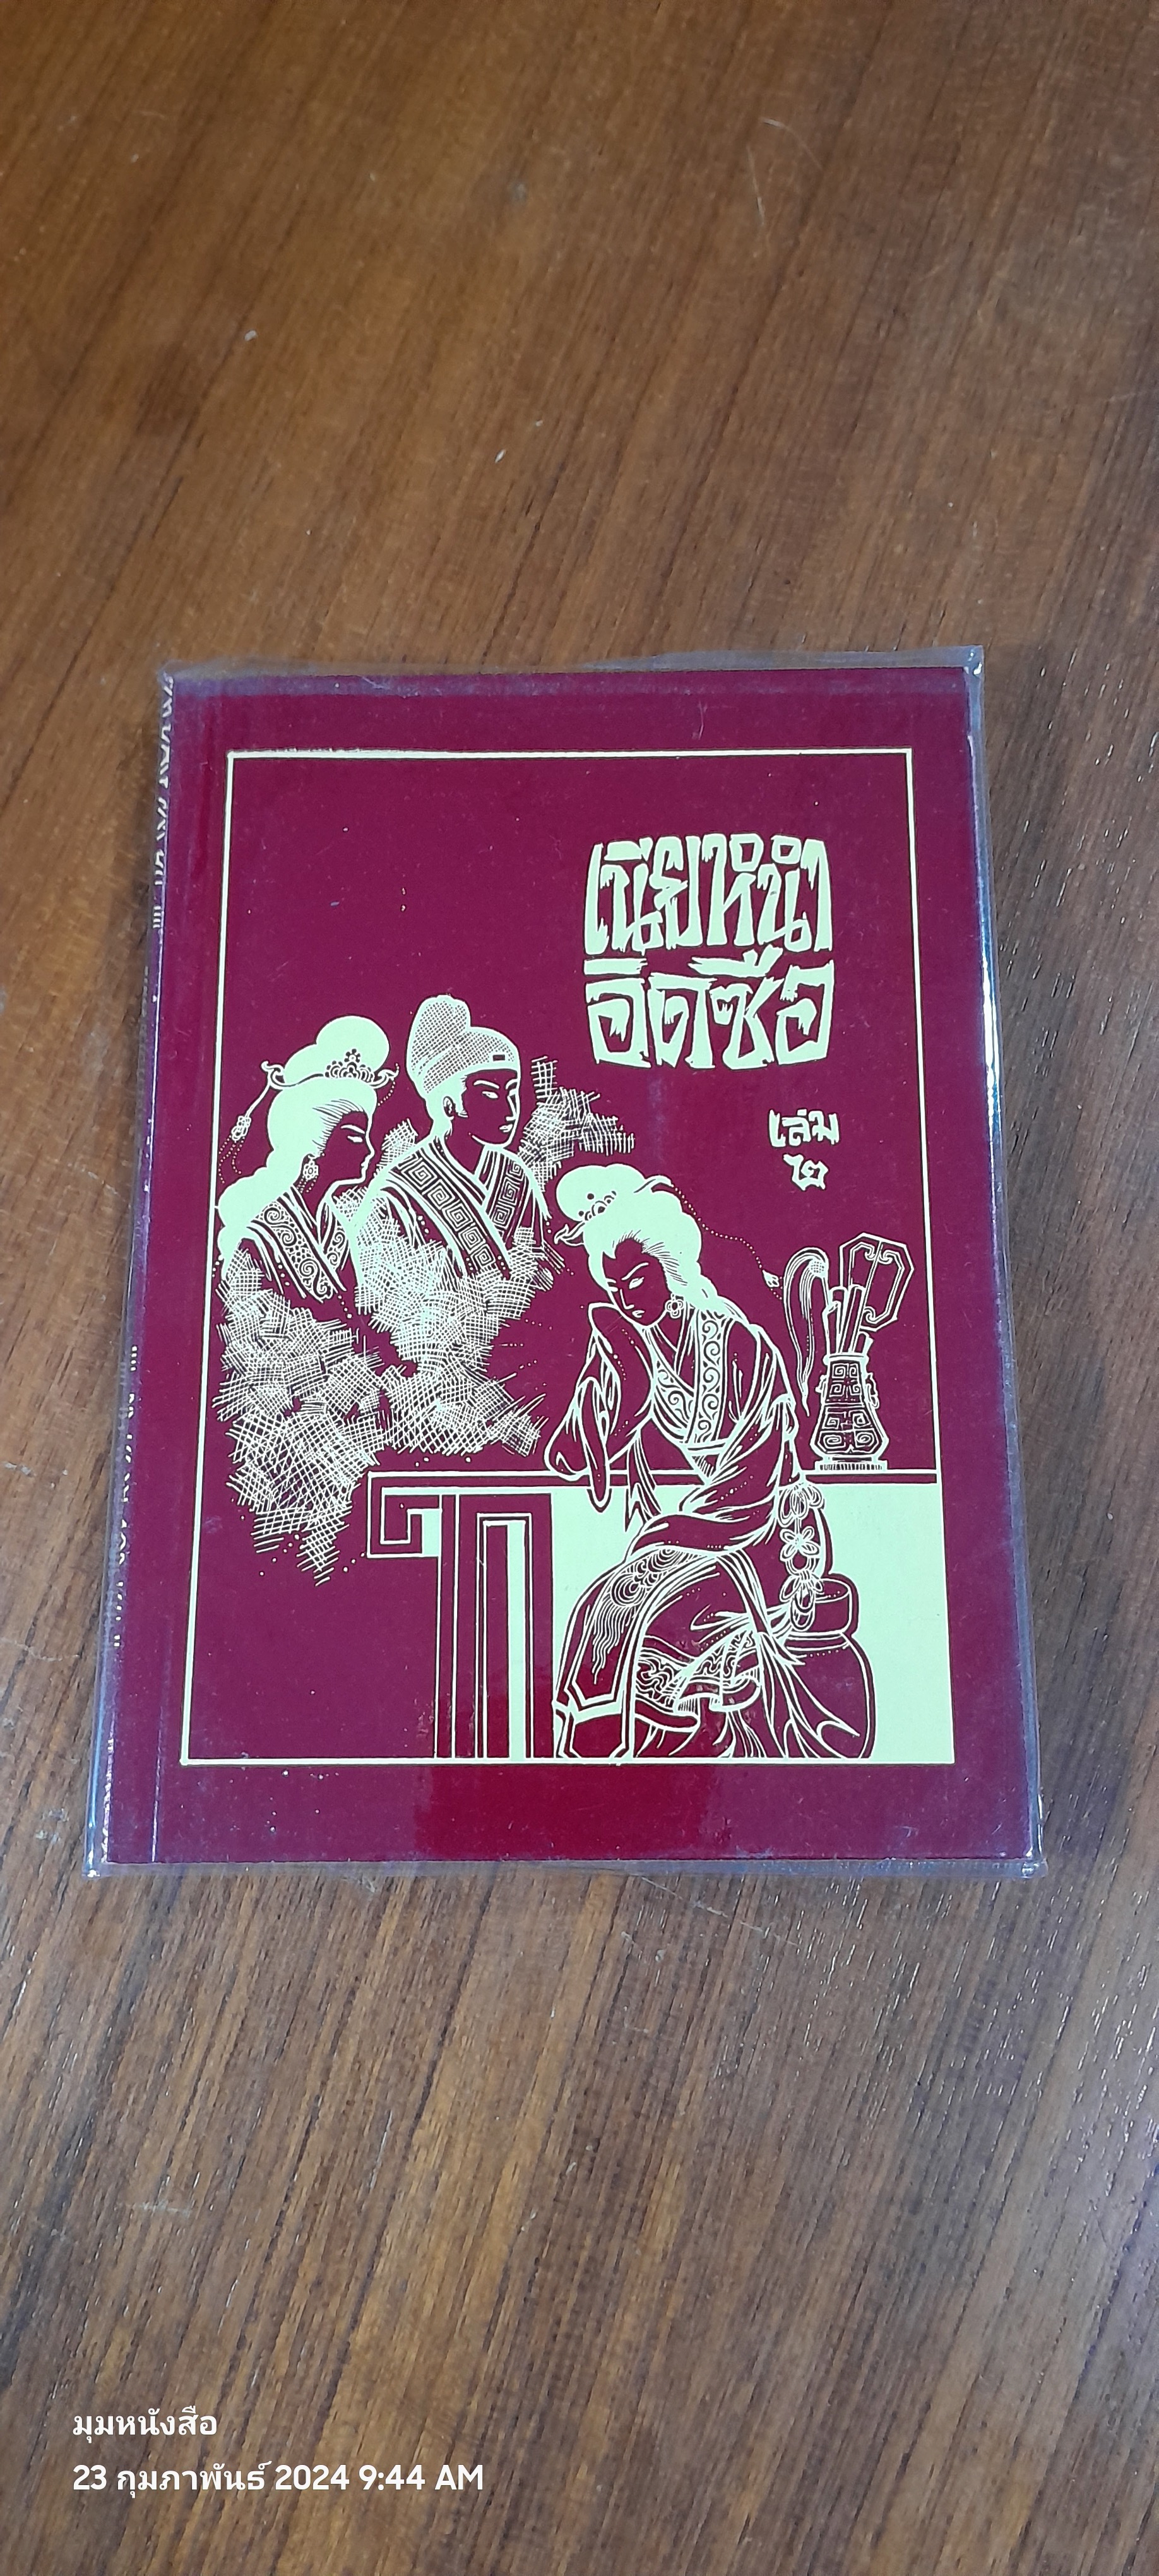 เนี่ยหนำ
อิดซือ
เล่ม
๒
มุมหนังสือ
23 กุมภาพันธ์ 2024 9:44 AM